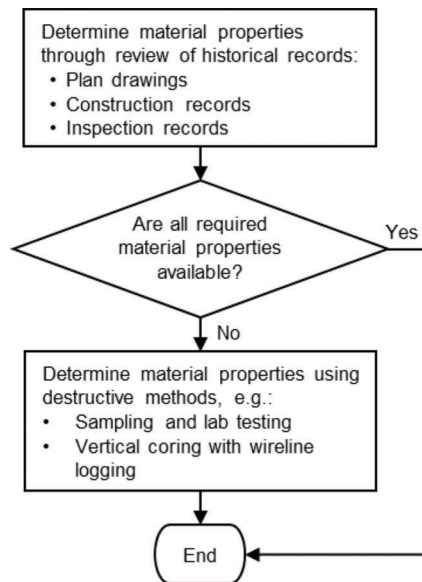 Determine material properties
through review of historical records:
• Plan drawings
• Construction records
• Inspection records
Are all required
material properties
available?
Yes
No
Determine material properties using
destructive methods, e.g.:
• Sampling and lab testing
• Vertical coring with wireline
logging
End